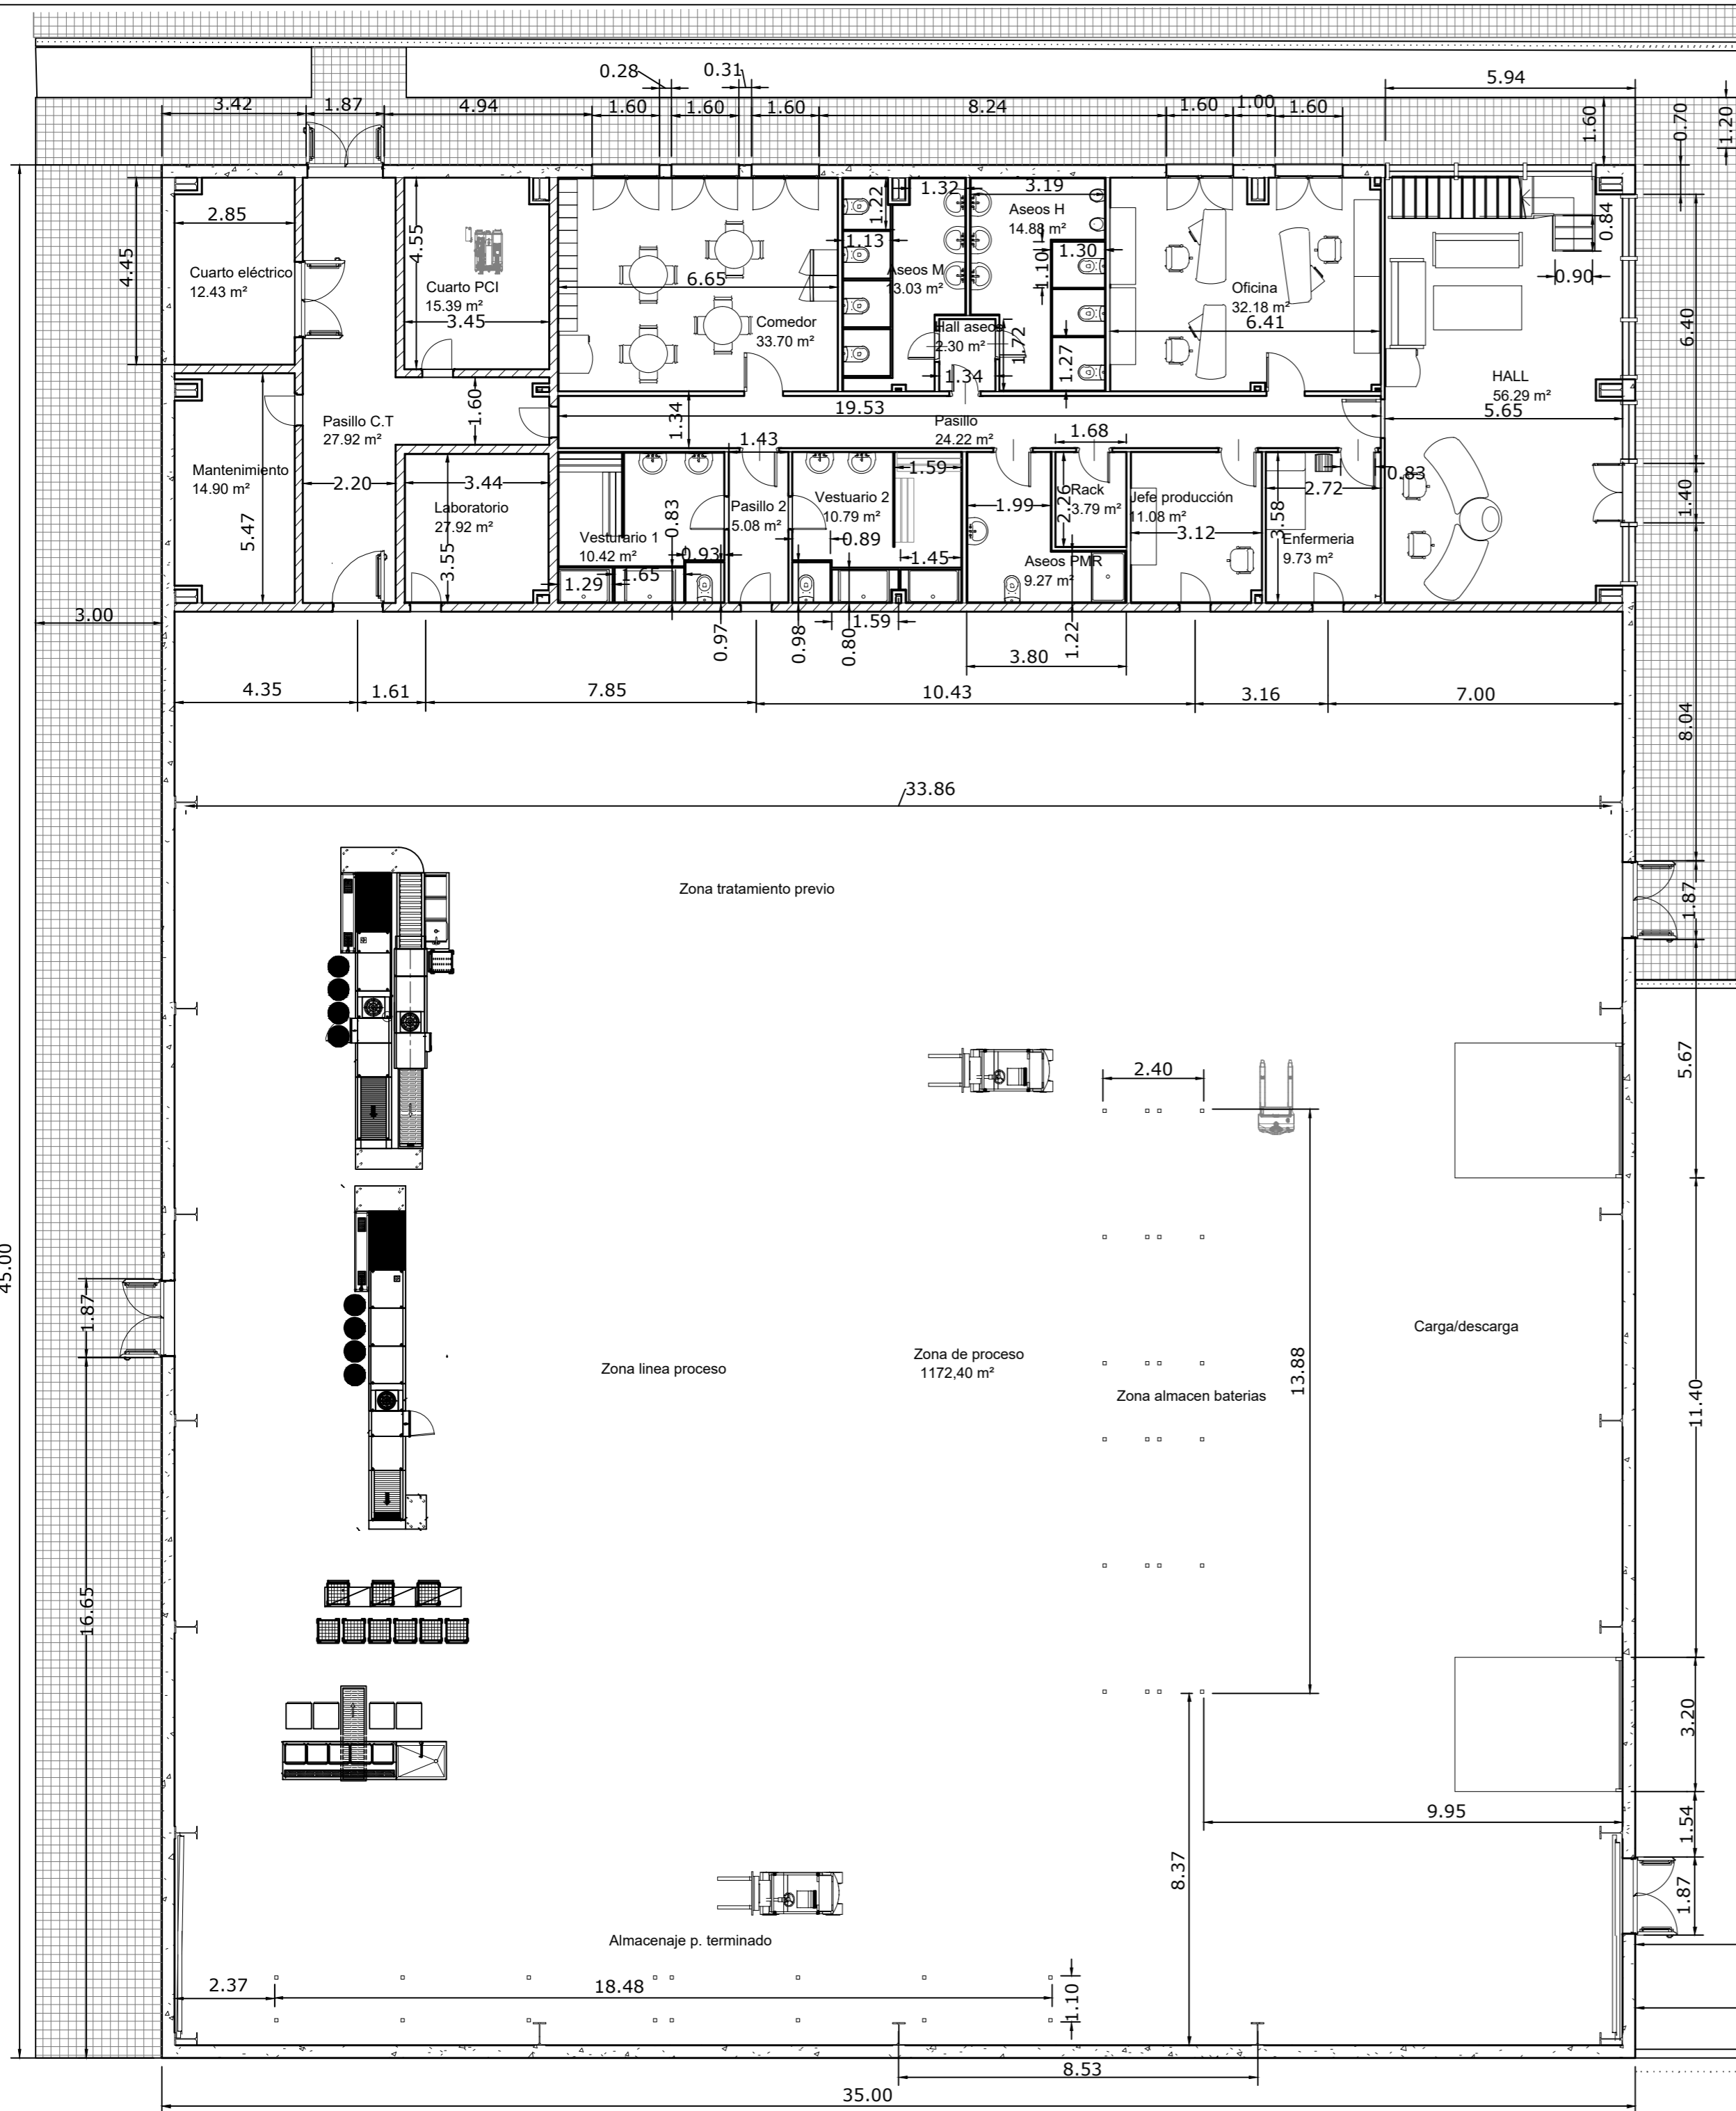 0.28
0.31
5.94
3.42
1.87
4.94
1.60
1.60
1.60
8.24
1.60
1.00
1.60
1.60
0.70
1.20
2.85
4.45
Cuarto eléctrico
12.43 m²
4.55
Cuarto PCI
15.39 m²
3.45
6.65
Comedor
33.70 m²
1.22
1.32
1.13
Aseos M
13.03 m²
3.19
Aseos H
14.88 m²
1.10
1.30
Hall aseos
2.30 m²
1.72
1.34
1.27
Oficina
32.18 m²
6.41
0.84
0.90
6.40
HALL
56.29 m²
5.65
Pasillo C.T
27.92 m²
1.60
1.34
19.53
Pasillo
24.22 m²
Mantenimiento
14.90 m²
5.47
2.20
3.44
Laboratorio
27.92 m²
3.55
1.43
Vesturario 1
10.42 m²
0.83
0.93
1.29
1.65
Pasillo 2
5.08 m²
Vestuario 2
10.79 m²
1.59
0.89
1.45
1.99
1.68
Rack
3.79 m²
2.26
Aseos PMR
9.27 m²
Jefe producción
11.08 m²
3.12
2.72
0.83
3.58
Enfermeria
9.73 m²
1.40
3.00
0.97
0.98
0.80
1.59
1.22
3.80
4.35
1.61
7.85
10.43
3.16
7.00
8.04
33.86
Zona tratamiento previo
1.87
5.67
2.40
45.00
1.87
Zona linea proceso
Zona de proceso
1172,40 m²
13.88
Zona almacen baterias
Carga/descarga
11.40
16.65
3.20
9.95
1.54
8.37
1.87
Almacenaje p. terminado
2.37
18.48
1.10
8.53
35.00